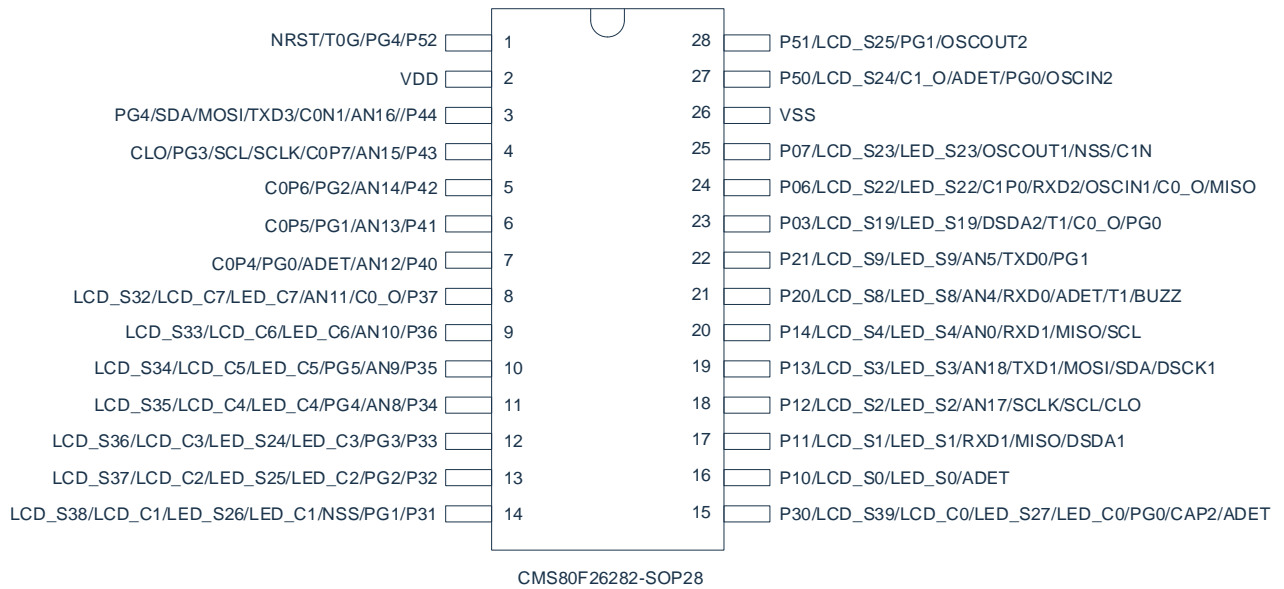 NRST/T0G/PG4/P52 1 28 P51/LCD_S25/PG1/OSCOUT2
VDD 2 27 P50/LCD_S24/C1_O/ADET/PG0/OSCIN2
PG4/SDA/MOSI/TXD3/C0N1/AN16//P44 3 26 VSS
CLO/PG3/SCL/SCLK/C0P7/AN15/P43 4 25 P07/LCD_S23/LED_S23/OSCOUT1/NSS/C1N
C0P6/PG2/AN14/P42 5 24 P06/LCD_S22/LED_S22/C1P0/RXD2/OSCIN1/C0_O/MISO
C0P5/PG1/AN13/P41 6 23 P03/LCD_S19/LED_S19/DSDA2/T1/C0_O/PG0
C0P4/PG0/ADET/AN12/P40 7 22 P21/LCD_S9/LED_S9/AN5/TXD0/PG1
LCD_S32/LCD_C7/LED_C7/AN11/C0_O/P37 8 21 P20/LCD_S8/LED_S8/AN4/RXD0/ADET/T1/BUZZ
LCD_S33/LCD_C6/LED_C6/AN10/P36 9 20 P14/LCD_S4/LED_S4/AN0/RXD1/MISO/SCL
LCD_S34/LCD_C5/LED_C5/PG5/AN9/P35 10 19 P13/LCD_S3/LED_S3/AN18/TXD1/MOSI/SDA/DSCK1
LCD_S35/LCD_C4/LED_C4/PG4/AN8/P34 11 18 P12/LCD_S2/LED_S2/AN17/SCLK/SCL/CLO
LCD_S36/LCD_C3/LED_S24/LED_C3/PG3/P33 12 17 P11/LCD_S1/LED_S1/RXD1/MISO/DSDA1
LCD_S37/LCD_C2/LED_S25/LED_C2/PG2/P32 13 16 P10/LCD_S0/LED_S0/ADET
LCD_S38/LCD_C1/LED_S26/LED_C1/NSS/PG1/P31 14 15 P30/LCD_S39/LCD_C0/LED_S27/LED_C0/PG0/CAP2/ADET
CMS80F26282-SOP28